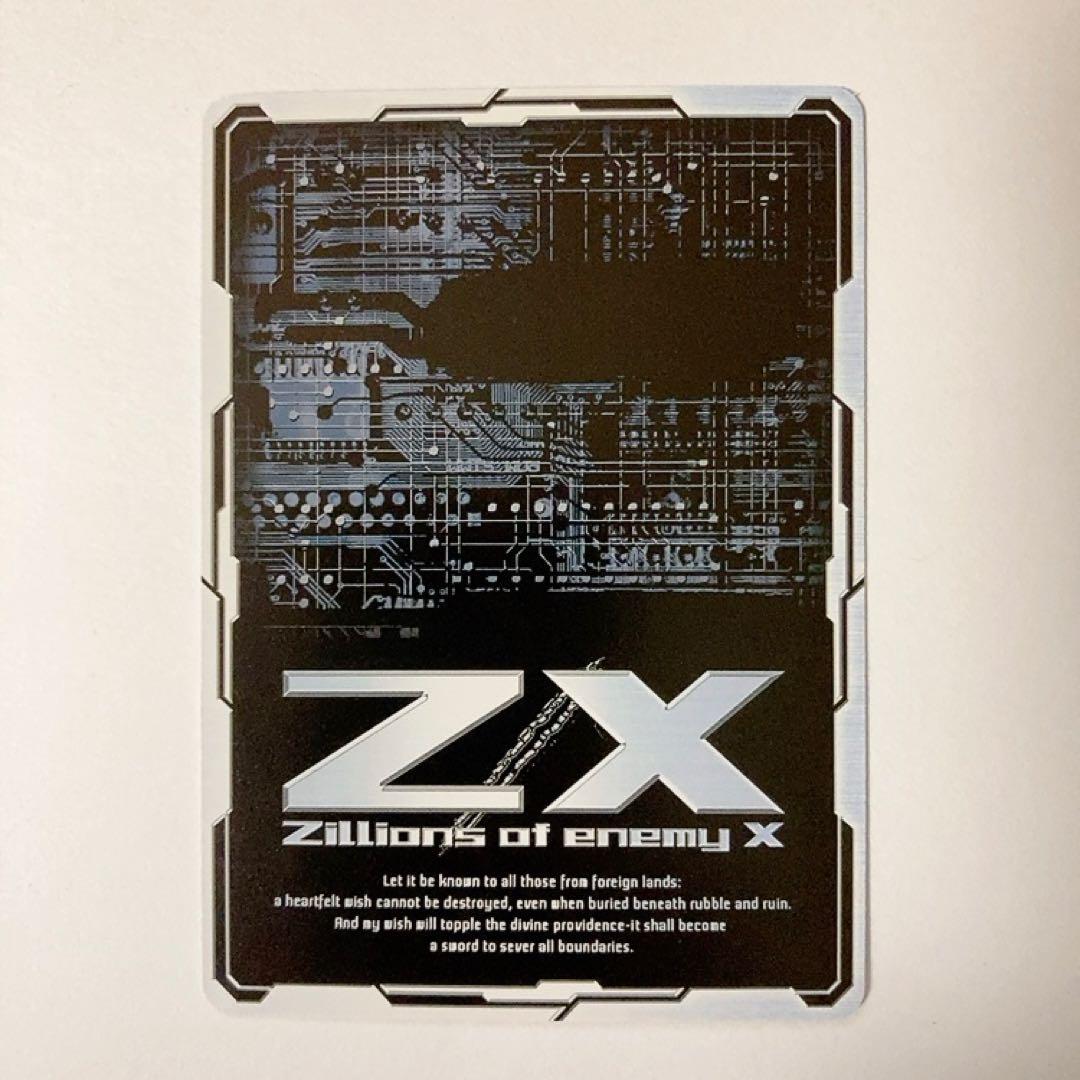 ZX
Zillions of enemy X
Let it be known to all those from foreign lands:
a heartfelt wish cannot be destroyed, even when buried beneath rubble and ruin.
And my wish will topple the divine providence-it shall become
a sword to sever all boundaries.